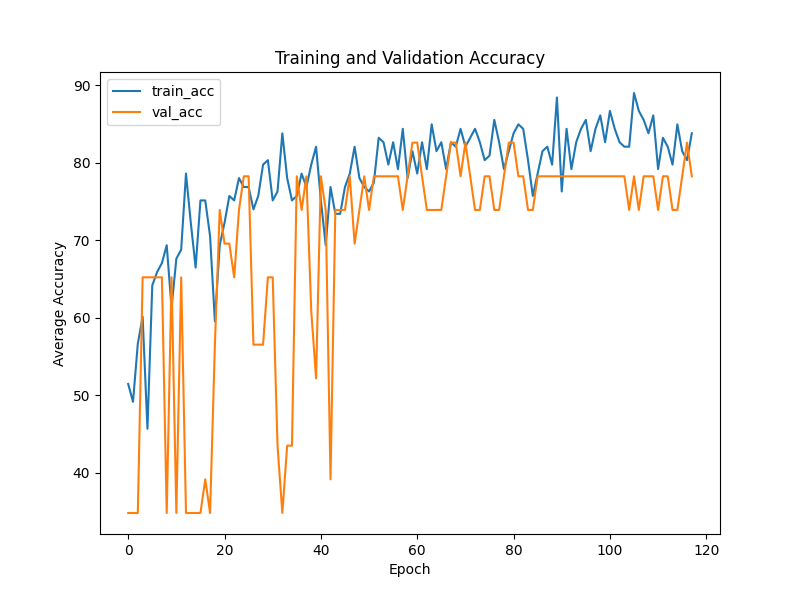 Training and Validation Accuracy
train_acc
val_acc
90
80
70
60
50
40
Average Accuracy
0 20 40 60 80 100 120
Epoch